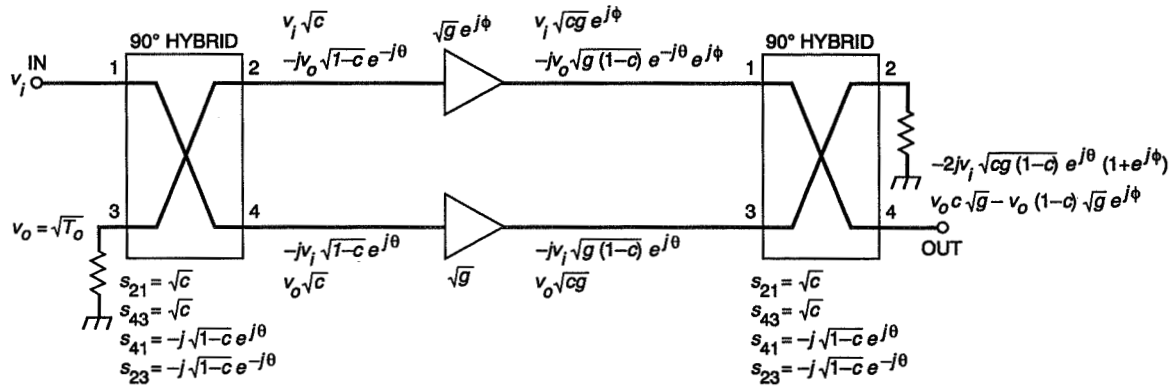 90° HYBRID
IN
v_i
1
2
3
4
v_o = √T_o
s_21 = √c
s_43 = √c
s_41 = –j √(1–c) e^{jθ}
s_23 = –j √(1–c) e^{–jθ}
v_i √c
–jv_o √(1–c) e^{–jθ}
–jv_i √(1–c) e^{jθ}
v_o √c
√g e^{jϕ}
√g
v_i √(cg) e^{jϕ}
–jv_o √(g (1–c)) e^{–jθ} e^{jϕ}
–jv_i √(g (1–c)) e^{jθ}
v_o √(cg)
90° HYBRID
1
2
3
4
–2jv_i √(cg (1–c)) e^{jθ} (1+e^{jϕ})
v_o c √g – v_o (1–c) √g e^{jϕ}
OUT
s_21 = √c
s_43 = √c
s_41 = –j √(1–c) e^{jθ}
s_23 = –j √(1–c) e^{–jθ}